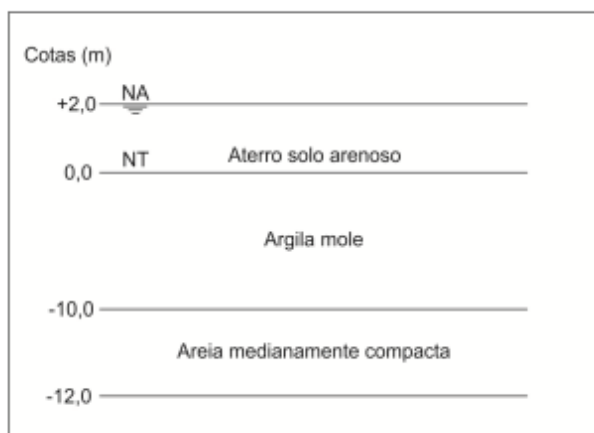 Cotas (m)
NA
+2,0
Aterro solo arenoso
NT
0,0
Argila mole
-10,0
Areia medianamente compacta
-12,0